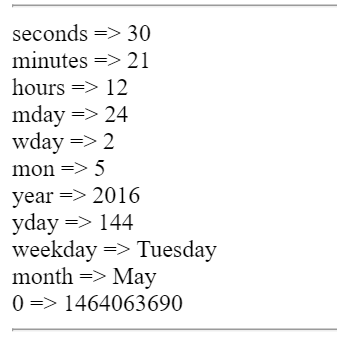 seconds => 30
minutes => 21
hours => 12
mday => 24
wday => 2
mon => 5
year => 2016
yday => 144
weekday => Tuesday
month => May
0 => 1464063690